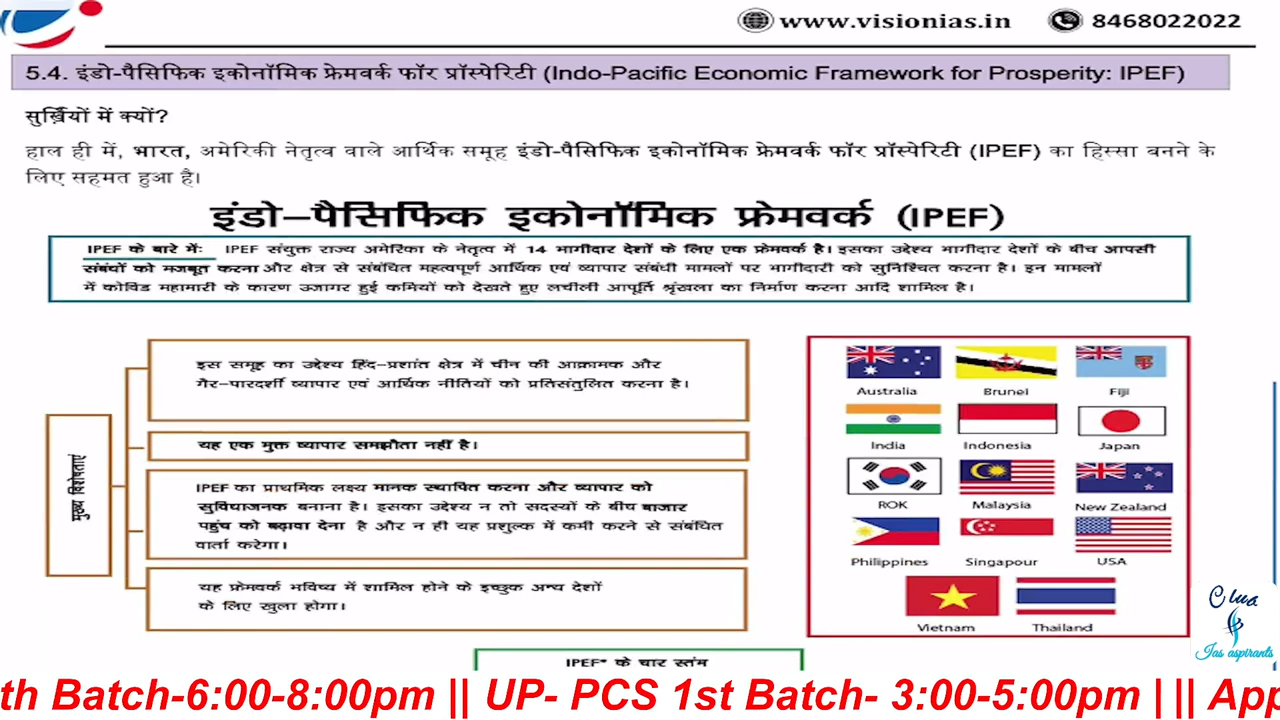 www.visionias.in 8468022022
5.4. इंडो-पैसिफिक इकोनॉमिक फ्रेमवर्क फॉर प्रॉस्पेरिटी (Indo-Pacific Economic Framework for Prosperity: IPEF)
सुर्ख़ियों में क्यों?
हाल ही में, भारत, अमेरिकी नेतृत्व वाले आर्थिक समूह इंडो-पैसिफिक इकोनॉमिक फ्रेमवर्क फॉर प्रॉस्पेरिटी (IPEF) का हिस्सा बनने के
लिए सहमत हुआ है।
इंडो–पैसिफिक इकोनॉमिक फ्रेमवर्क (IPEF)
IPEF के बारे में: IPEF संयुक्त राज्य अमेरिका के नेतृत्व में 14 भागीदार देशों के लिए एक फ्रेमवर्क है। इसका उद्देश्य भागीदार देशों के बीच आपसी
संबंधों को मजबूत करना और क्षेत्र से संबंधित महत्वपूर्ण आर्थिक एवं व्यापार संबंधी मामलों पर भागीदारी को सुनिश्चित करना है। इन मामलों
में कोविड महामारी के कारण उजागर हुई कमियों को देखते हुए लचीली आपूर्ति श्रृंखला का निर्माण करना आदि शामिल है।
मुख्य विशेषताएं
इस समूह का उद्देश्य हिंद–प्रशांत क्षेत्र में चीन की आक्रामक और
गैर–पारदर्शी व्यापार एवं आर्थिक नीतियों को प्रतिसंतुलित करना है।
यह एक मुक्त व्यापार समझौता नहीं है।
IPEF का प्राथमिक लक्ष्य मानक स्थापित करना और व्यापार को
सुविधाजनक बनाना है। इसका उद्देश्य न तो सदस्यों के बीच बाजार
पहुंच को बढ़ावा देना है और न ही यह प्रशुल्क में कमी करने से संबंधित
वार्ता करेगा।
यह फ्रेमवर्क भविष्य में शामिल होने के इच्छुक अन्य देशों
के लिए खुला होगा।
Australia Brunei Fiji
India Indonesia Japan
ROK Malaysia New Zealand
Philippines Singapour USA
Vietnam Thailand
IPEF* के चार स्तंभ
Clue
Ias aspirants
th Batch-6:00-8:00pm || UP- PCS 1st Batch- 3:00-5:00pm | || App